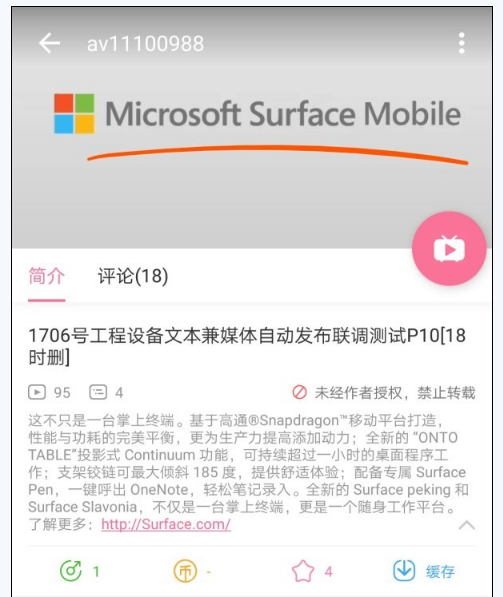 av11100988
Microsoft Surface Mobile
简介 评论(18)
1706号工程设备文本兼媒体自动发布联调测试P10[18
时删]
95 4 未经作者授权，禁止转载
这不只是一台掌上终端。基于高通®Snapdragon™移动平台打造，
性能与功耗的完美平衡，更为生产力提高添加动力；全新的 “ONTO
TABLE”投影式 Continuum 功能，可持续超过一小时的桌面程序工
作；支架铰链可最大倾斜 185 度，提供舒适体验；配备专属 Surface
Pen，一键呼出 OneNote，轻松笔记录入。全新的 Surface peking 和
Surface Slavonia，不仅是一台掌上终端，更是一个随身工作平台。
了解更多：http://Surface.com/
1 币 - 4 缓存